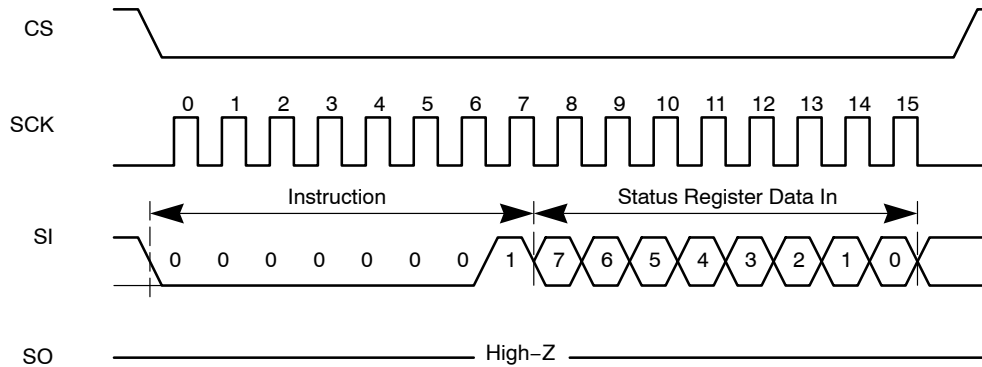 CS
0 1 2 3 4 5 6 7 8 9 10 11 12 13 14 15
SCK
Instruction Status Register Data In
SI
0 0 0 0 0 0 0 1 7 6 5 4 3 2 1 0
SO High−Z